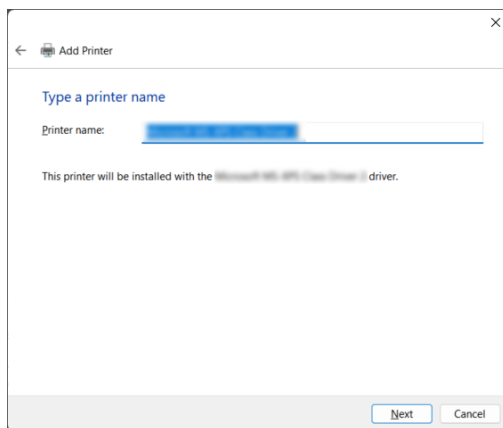 Add Printer
Type a printer name
Printer name:
This printer will be installed with the driver.
Next
Cancel